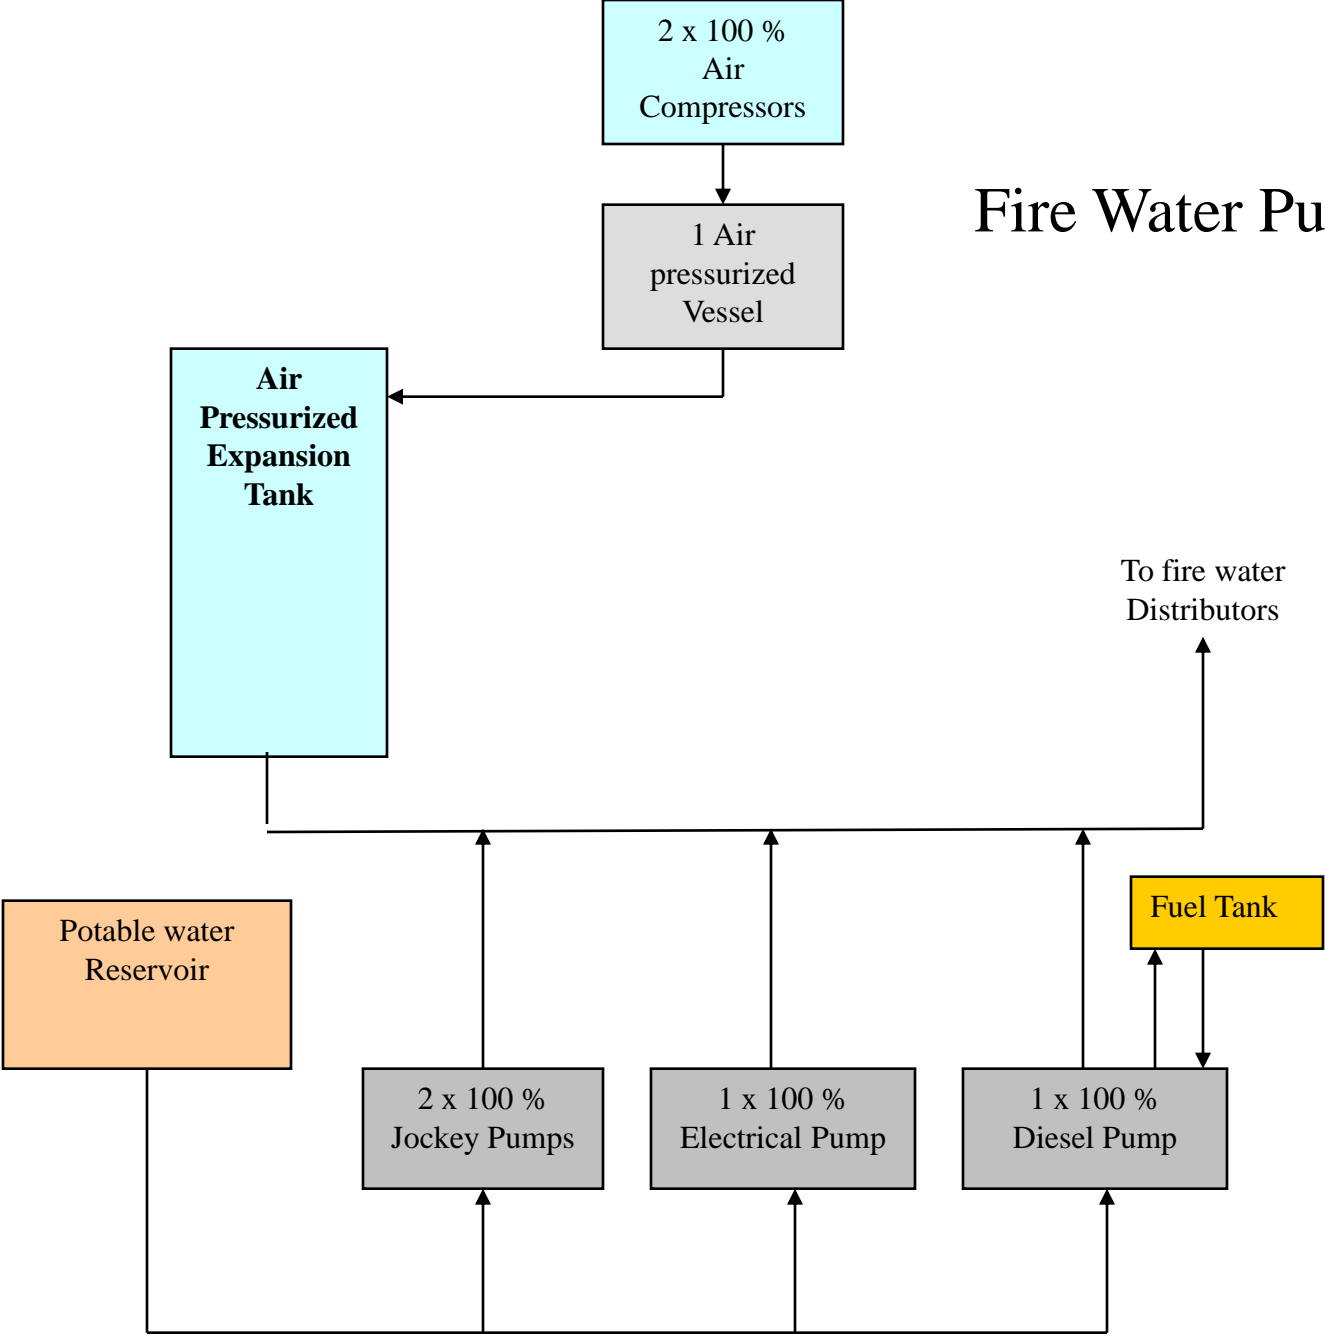 2 x 100 %
Air
Compressors
Fire Water Pu
1 Air
pressurized
Vessel
Air
Pressurized
Expansion
Tank
To fire water
Distributors
Fuel Tank
Potable water
Reservoir
2 x 100 %
Jockey Pumps
1 x 100 %
Electrical Pump
1 x 100 %
Diesel Pump